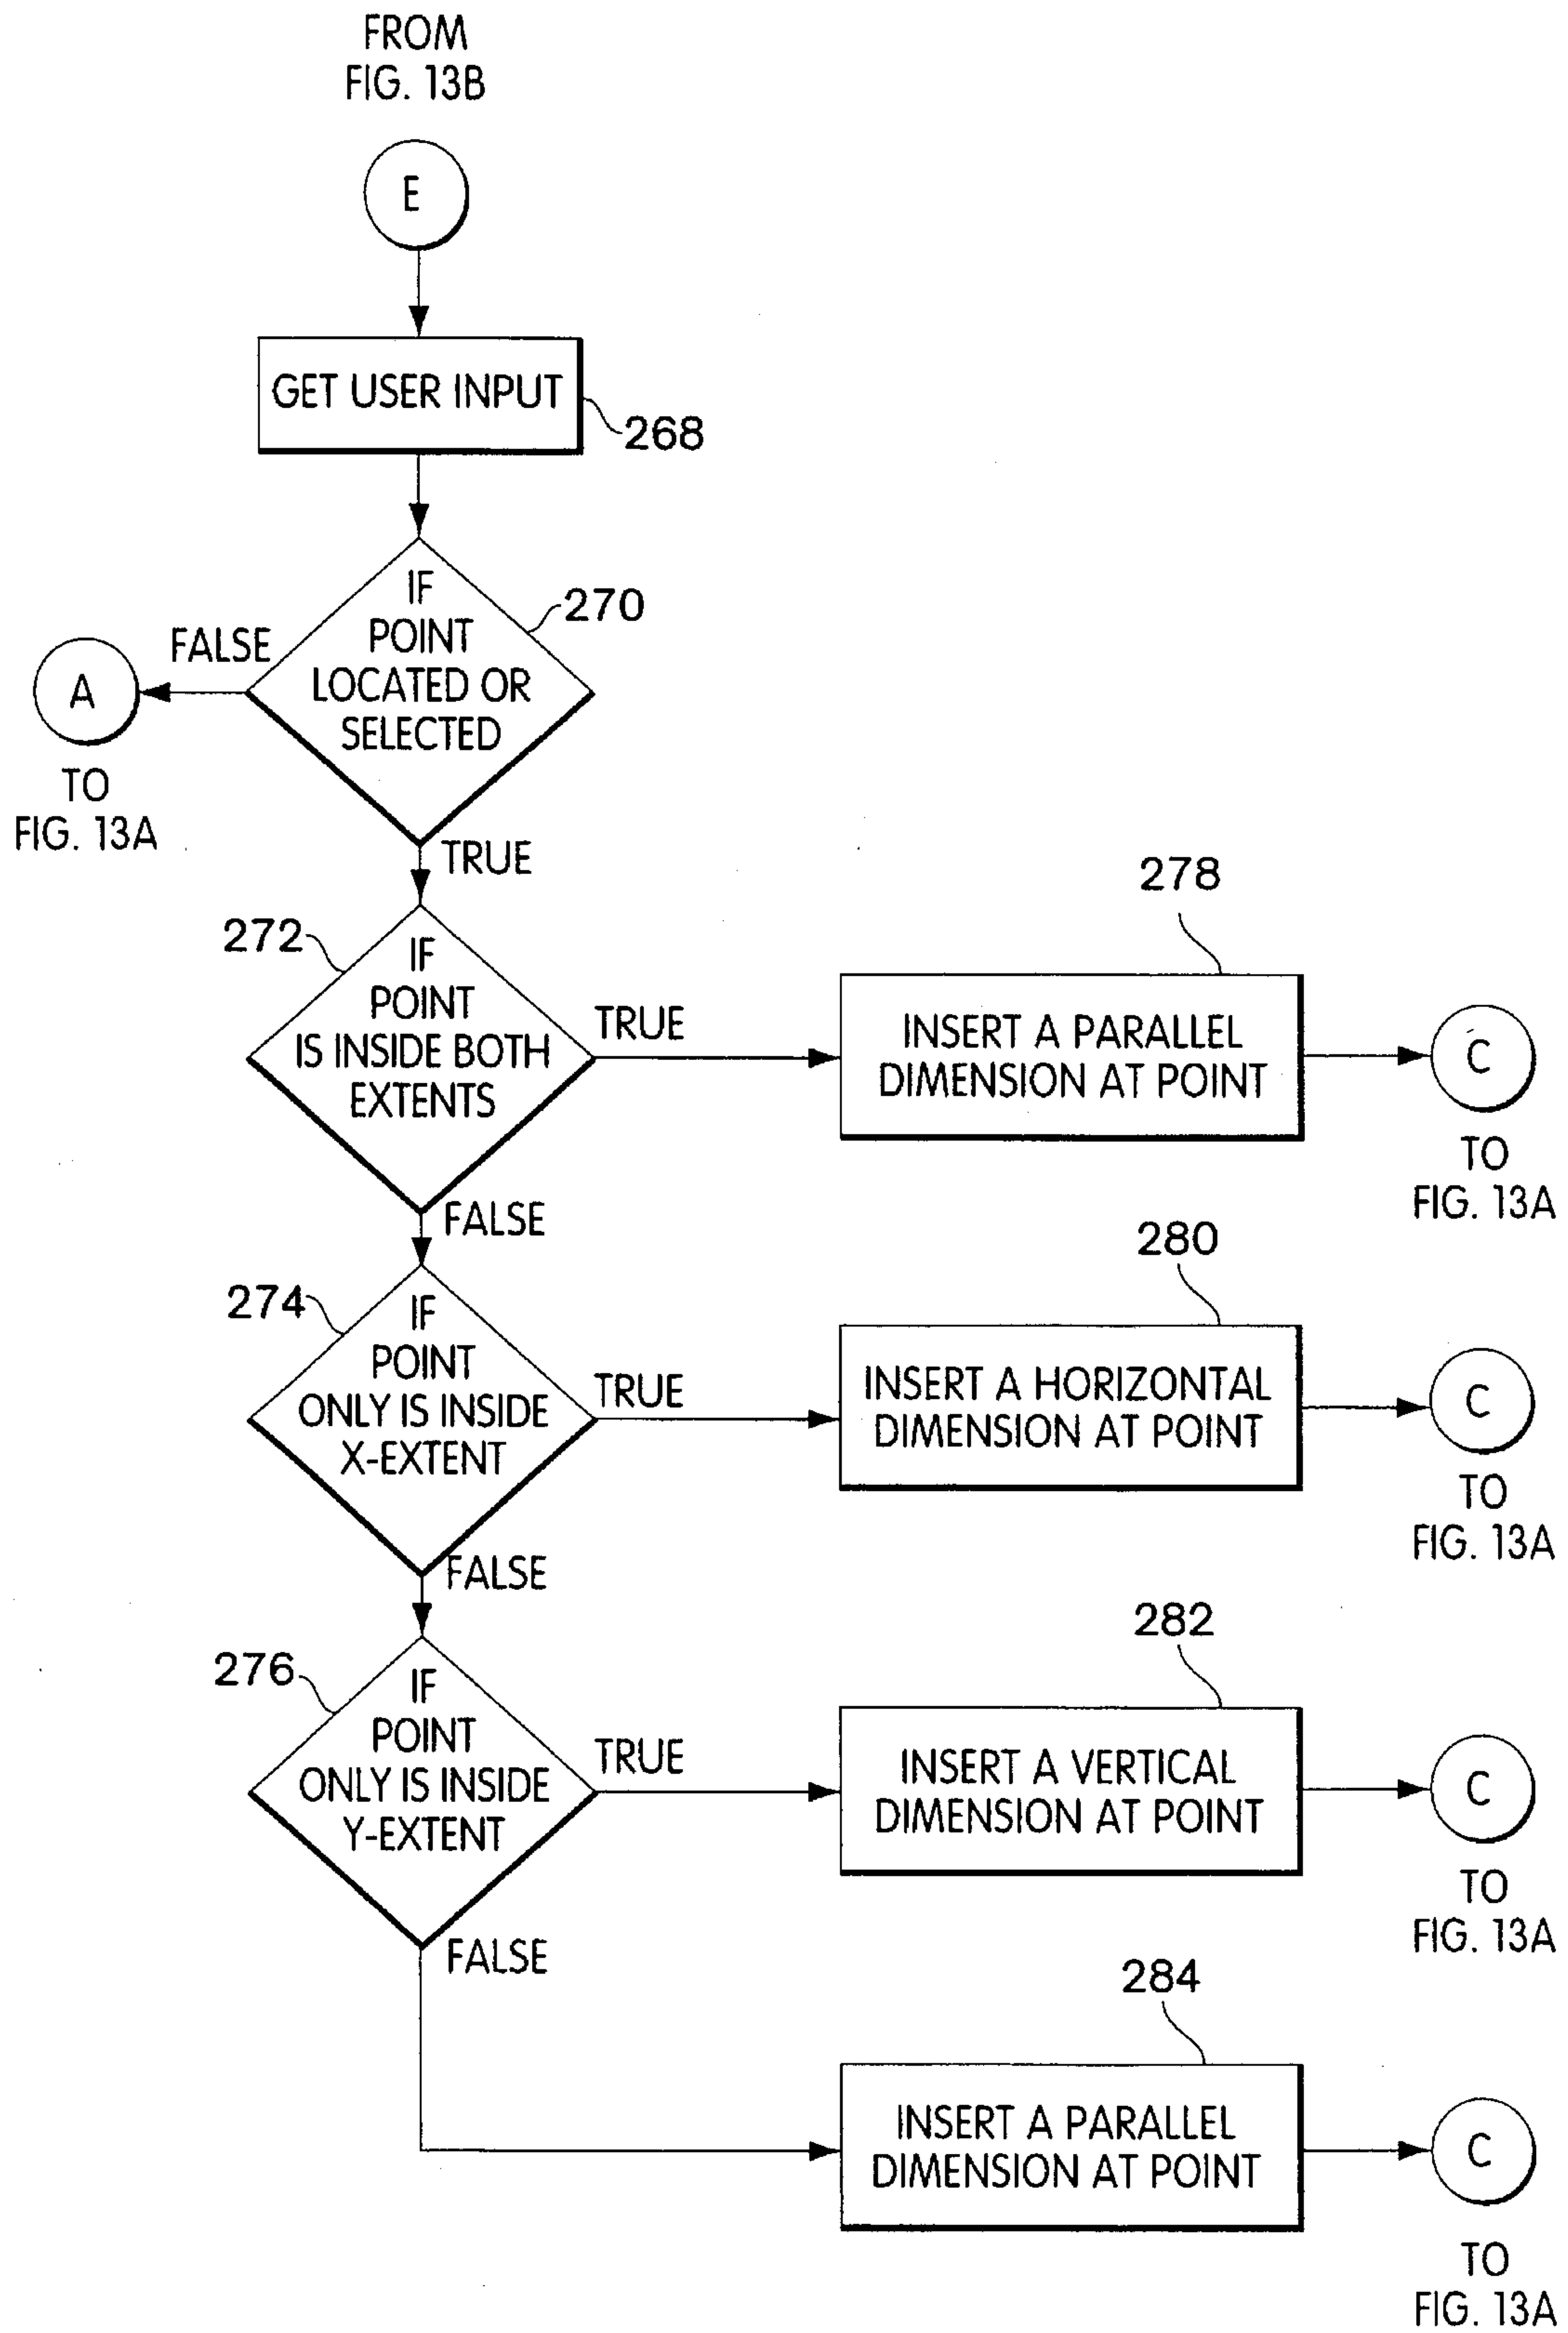 FROM
FIG. 13B
E
GET USER INPUT
268
IF
POINT
LOCATED OR
SELECTED
270
FALSE
A
TO
FIG. 13A
TRUE
272
IF
POINT
IS INSIDE BOTH
EXTENTS
TRUE
278
INSERT A PARALLEL
DIMENSION AT POINT
C
TO
FIG. 13A
FALSE
274
IF
POINT
ONLY IS INSIDE
X-EXTENT
TRUE
280
INSERT A HORIZONTAL
DIMENSION AT POINT
C
TO
FIG. 13A
FALSE
276
IF
POINT
ONLY IS INSIDE
Y-EXTENT
TRUE
282
INSERT A VERTICAL
DIMENSION AT POINT
C
TO
FIG. 13A
FALSE
284
INSERT A PARALLEL
DIMENSION AT POINT
C
TO
FIG. 13A